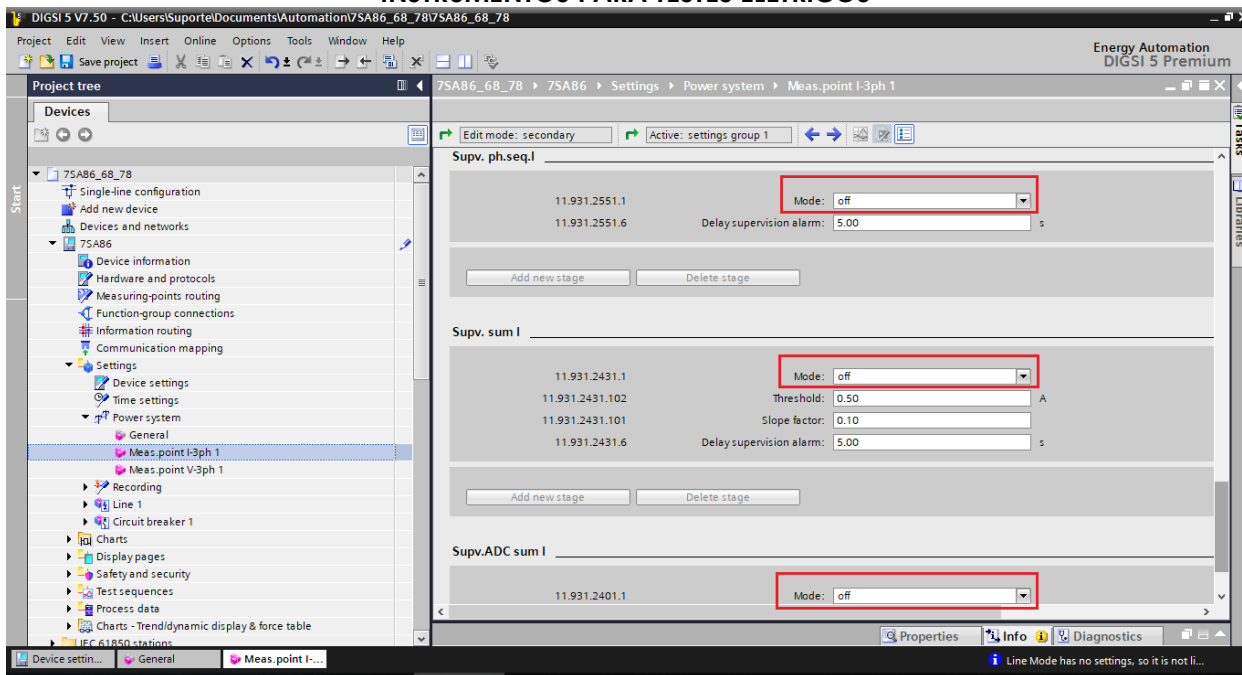 DIGSI 5 V7.50 - C:\Users\Suporte\Documents\Automation\7SA86_68_78\7SA86_68_78
Project Edit View Insert Online Options Tools Window Help
Save project
Energy Automation
DIGSI 5 Premium
Project tree
7SA86_68_78 7SA86 Settings Power system Meas.point I-3ph 1
Devices
Edit mode: secondary
Active: settings group 1
Start
Tasks
Libraries
7SA86_68_78
Single-line configuration
Add new device
Devices and networks
7SA86
Device information
Hardware and protocols
Measuring-points routing
Function-group connections
Information routing
Communication mapping
Settings
Device settings
Time settings
Power system
General
Meas.point I-3ph 1
Meas.point V-3ph 1
Recording
Line 1
Circuit breaker 1
Charts
Display pages
Safety and security
Test sequences
Process data
Charts - Trend/dynamic display & force table
IEC 61850 stations
Supv. ph.seq.I
11.931.2551.1 Mode: off
11.931.2551.6 Delay supervision alarm: 5.00 s
Add new stage Delete stage
Supv. sum I
11.931.2431.1 Mode: off
11.931.2431.102 Threshold: 0.50 A
11.931.2431.101 Slope factor: 0.10
11.931.2431.6 Delay supervision alarm: 5.00 s
Add new stage Delete stage
Supv.ADC sum I
11.931.2401.1 Mode: off
Properties Info Diagnostics
Device settin... General Meas.point I-...
Line Mode has no settings, so it is not li...